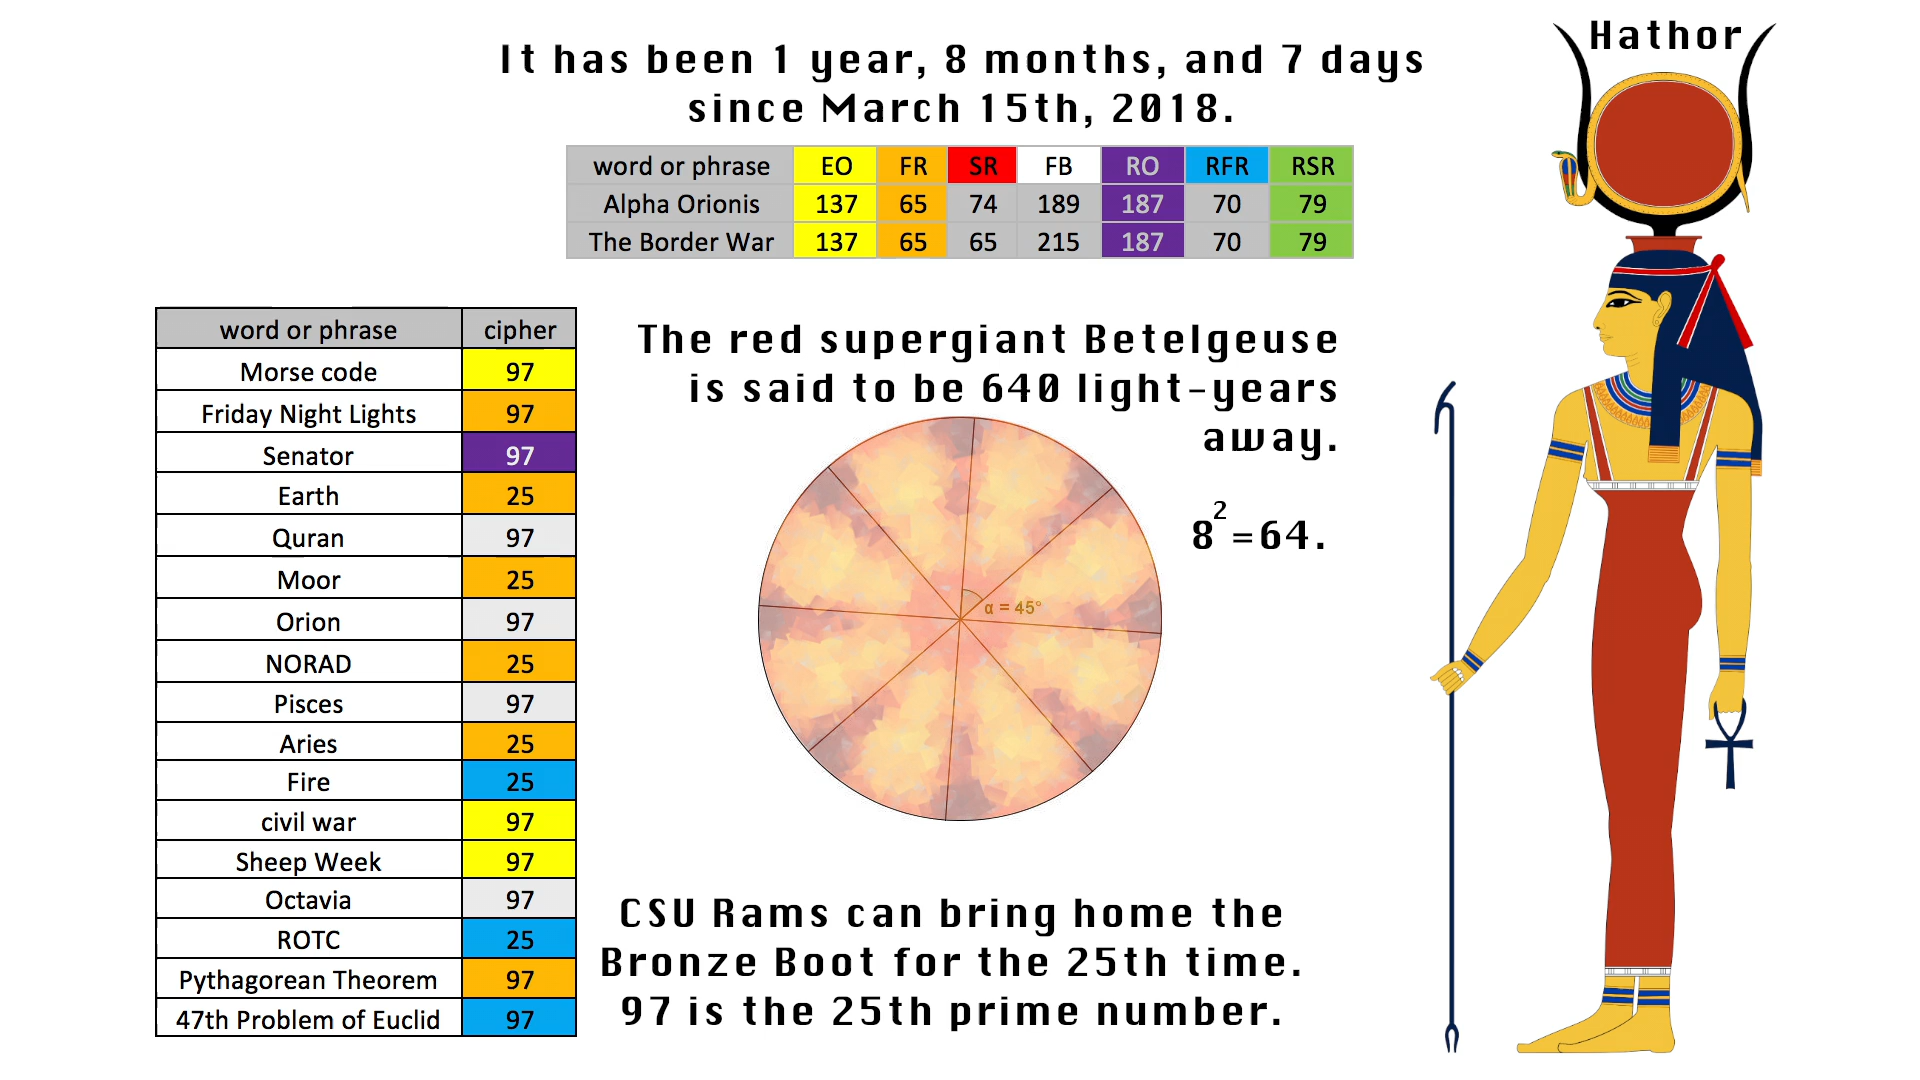 Hathor
It has been 1 year, 8 months, and 7 days
since March 15th, 2018.
word or phrase EO FR SR FB RO RFR RSR
Alpha Orionis 137 65 74 189 187 70 79
The Border War 137 65 65 215 187 70 79
word or phrase cipher
Morse code 97
Friday Night Lights 97
Senator 97
Earth 25
Quran 97
Moor 25
Orion 97
NORAD 25
Pisces 97
Aries 25
Fire 25
civil war 97
Sheep Week 97
Octavia 97
ROTC 25
Pythagorean Theorem 97
47th Problem of Euclid 97
The red supergiant Betelgeuse
is said to be 640 light-years
away.
8²=64.
α = 45°
CSU Rams can bring home the
Bronze Boot for the 25th time.
97 is the 25th prime number.